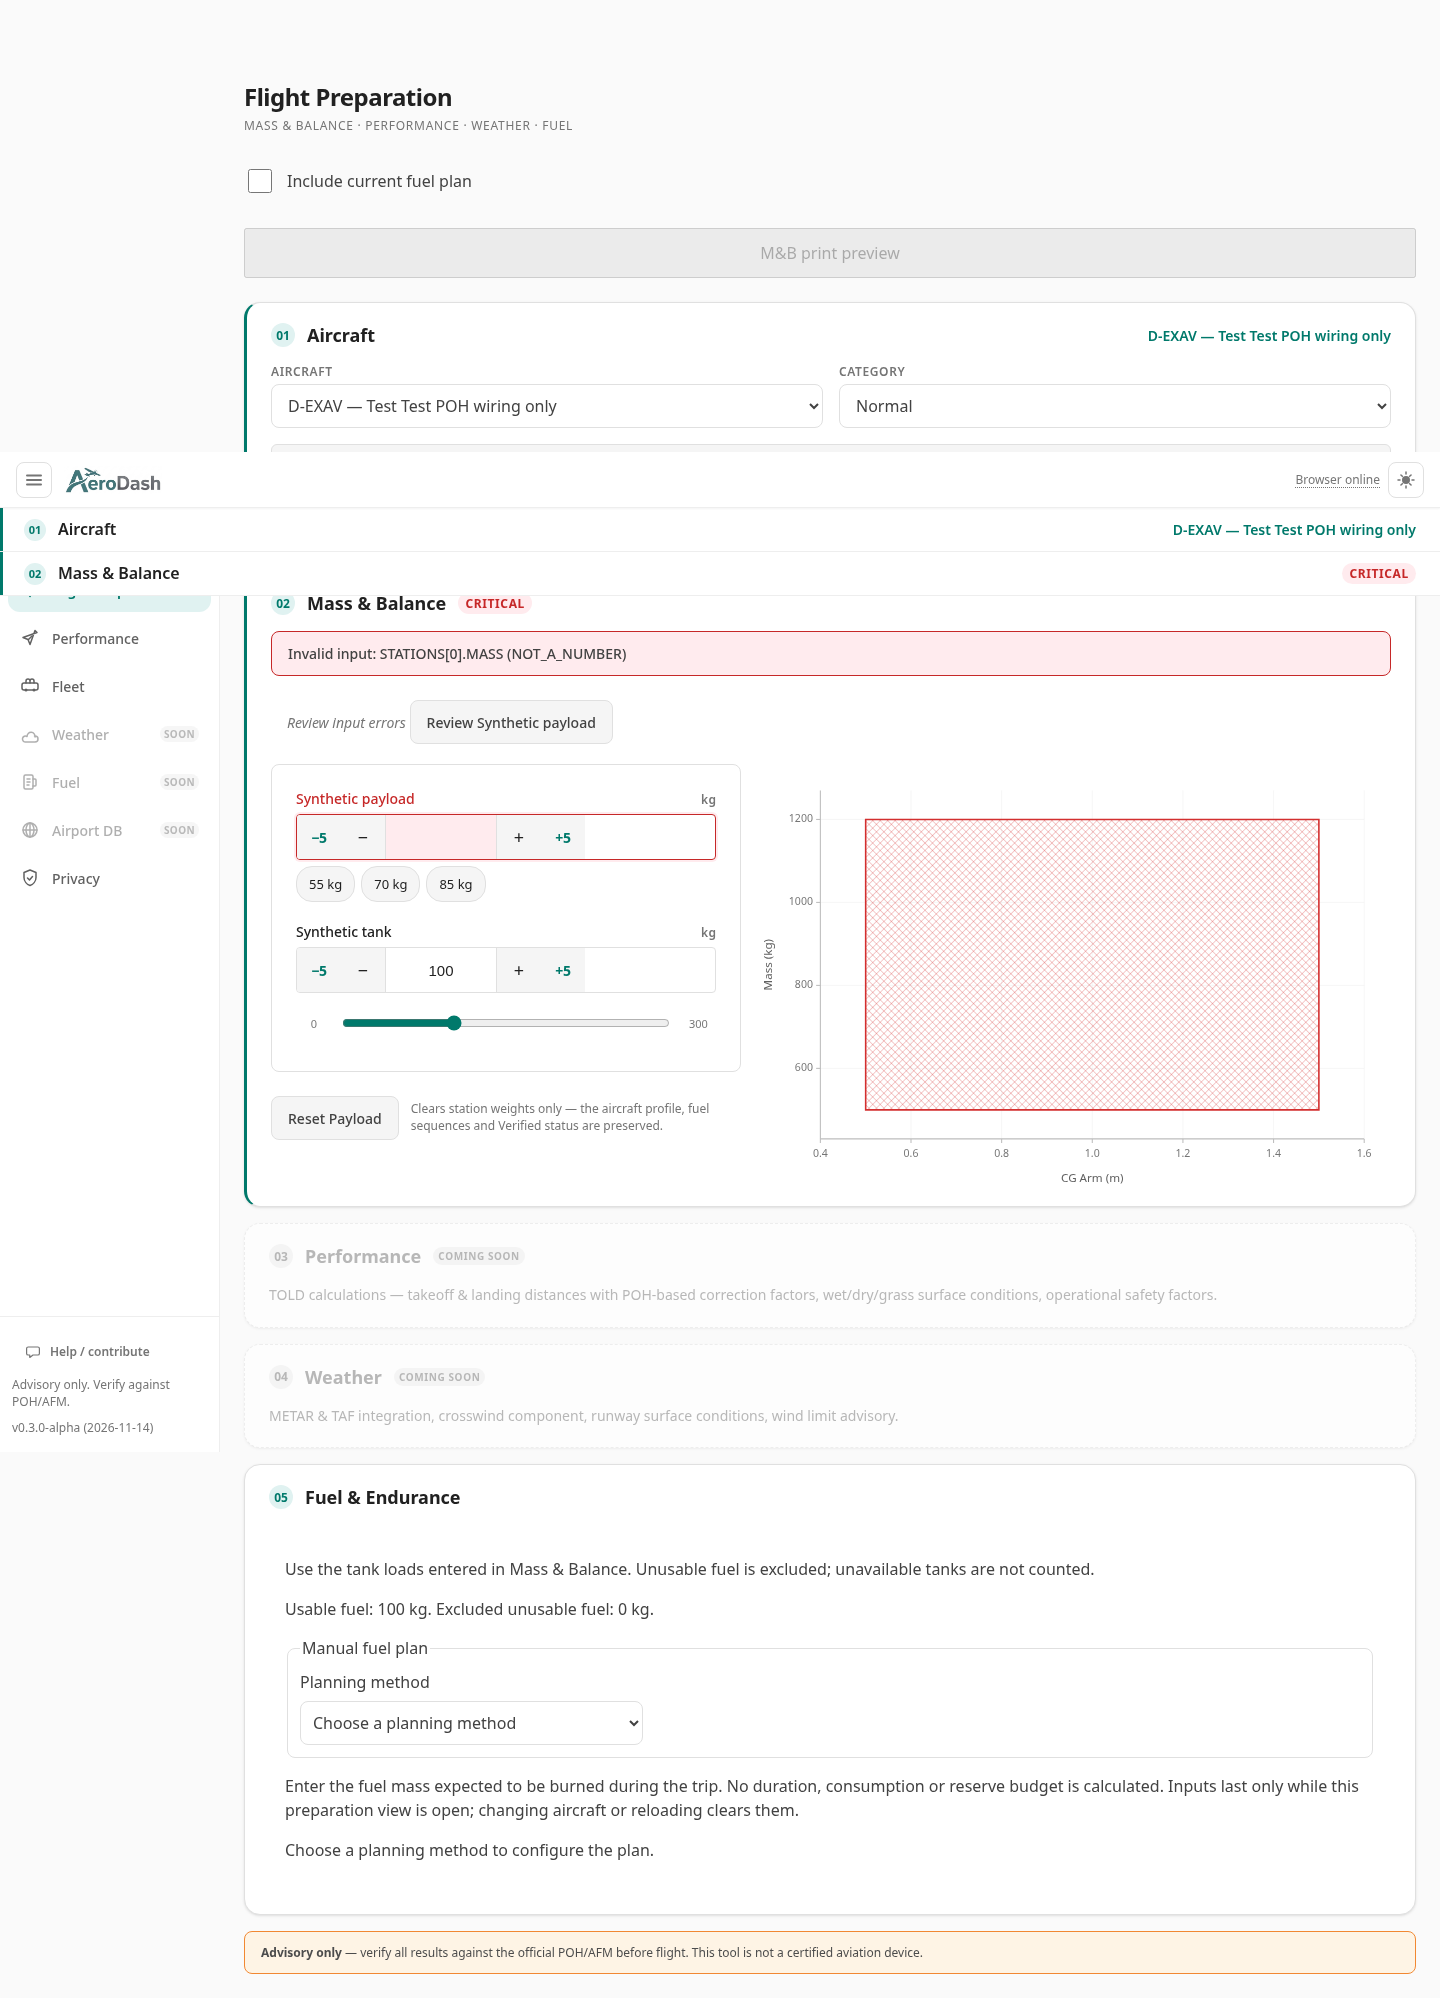 Flight Preparation
MASS & BALANCE · PERFORMANCE · WEATHER · FUEL
Include current fuel plan
M&B print preview
01 Aircraft D-EXAV — Test Test POH wiring only
AIRCRAFT CATEGORY
D-EXAV — Test Test POH wiring only Normal
AeroDash Browser online
01 Aircraft D-EXAV — Test Test POH wiring only
02 Mass & Balance CRITICAL
02 Mass & Balance CRITICAL
Performance
Fleet
Weather SOON
Fuel SOON
Airport DB SOON
Privacy
Invalid input: STATIONS[0].MASS (NOT_A_NUMBER)
Review input errors Review Synthetic payload
Synthetic payload kg
−5 − + +5
55 kg 70 kg 85 kg
Synthetic tank kg
−5 − 100 + +5
0 300
Reset Payload
Clears station weights only — the aircraft profile, fuel
sequences and Verified status are preserved.
Mass (kg)
1200
1000
800
600
0.4 0.6 0.8 1.0 1.2 1.4 1.6
CG Arm (m)
03 Performance COMING SOON
TOLD calculations — takeoff & landing distances with POH-based correction factors, wet/dry/grass surface conditions, operational safety factors.
04 Weather COMING SOON
METAR & TAF integration, crosswind component, runway surface conditions, wind limit advisory.
Help / contribute
Advisory only. Verify against
POH/AFM.
v0.3.0-alpha (2026-11-14)
05 Fuel & Endurance
Use the tank loads entered in Mass & Balance. Unusable fuel is excluded; unavailable tanks are not counted.
Usable fuel: 100 kg. Excluded unusable fuel: 0 kg.
Manual fuel plan
Planning method
Choose a planning method
Enter the fuel mass expected to be burned during the trip. No duration, consumption or reserve budget is calculated. Inputs last only while this
preparation view is open; changing aircraft or reloading clears them.
Choose a planning method to configure the plan.
Advisory only — verify all results against the official POH/AFM before flight. This tool is not a certified aviation device.